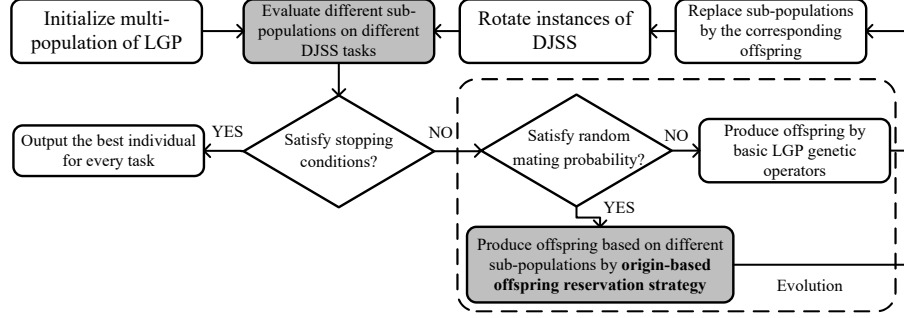 Initialize multi-
population of LGP
Evaluate different sub-
populations on different
DJSS tasks
Rotate instances of
DJSS
Replace sub-populations
by the corresponding
offspring
Output the best individual
for every task
YES
Satisfy stopping
conditions?
NO
Satisfy random
mating probability?
NO
Produce offspring by
basic LGP genetic
operators
YES
Produce offspring based on different
sub-populations by origin-based
offspring reservation strategy
Evolution